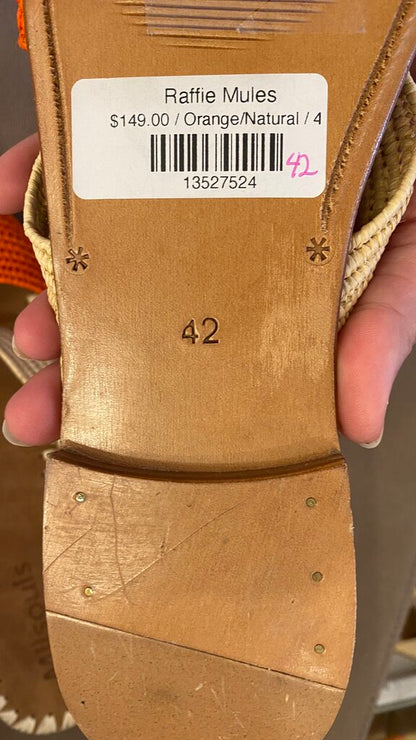 Raffie Mules
$149.00 / Orange/Natural / 4
42
13527524
42